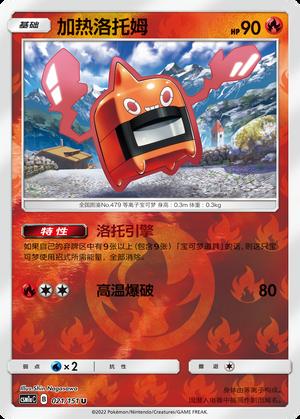 基础 加热洛托姆 HP90
全国图鉴No.479 等离子宝可梦 身高:0.3m 体重:0.3kg
特性 洛托引擎
如果自己的弃牌区中有9张以上(包含9张)「宝可梦道具」的话,则这只宝
可梦使用招式所需能量,全部消除。
高温爆破 80
Illus. Shin Nagasawa
弱点 ×2 抵抗力 撤退
csm1cC 021/151 U
©2022 Pokémon/Nintendo/Creatures/GAME FREAK.